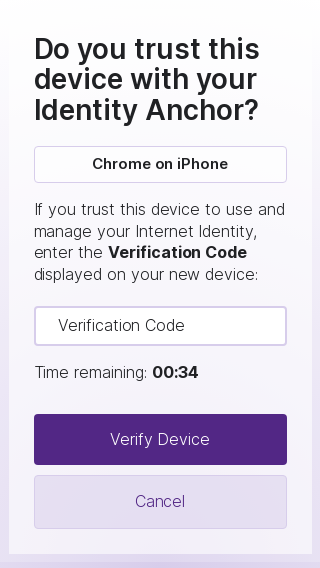 Do you trust this
device with your
Identity Anchor?
Chrome on iPhone
If you trust this device to use and
manage your Internet Identity,
enter the Verification Code
displayed on your new device:
Verification Code
Time remaining: 00:34
Verify Device
Cancel